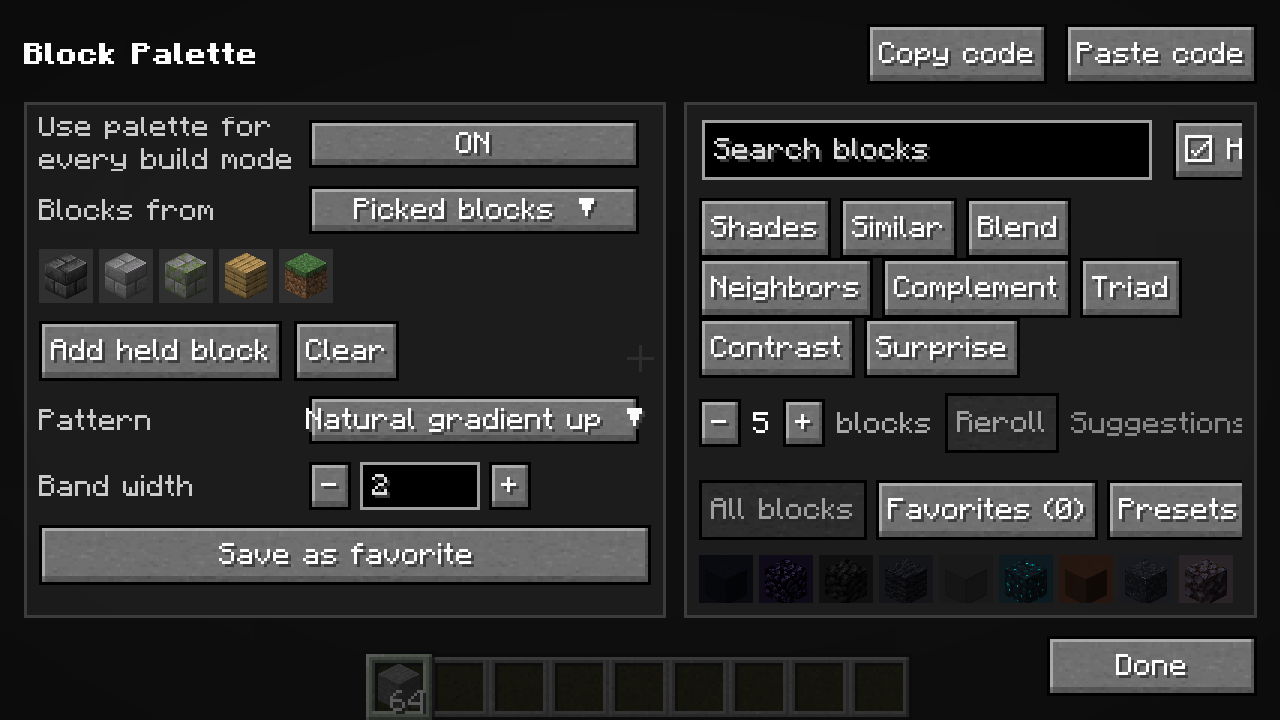 Block Palette
Copy code
Paste code
Use palette for
every build mode
ON
Blocks from
Picked blocks ▼
Add held block
Clear
Pattern
Natural gradient up ▼
Band width
− 2 +
Save as favorite
Search blocks
H
Shades
Similar
Blend
Neighbors
Complement
Triad
Contrast
Surprise
− 5 + blocks
Reroll
Suggestions
All blocks
Favorites (0)
Presets
64
Done